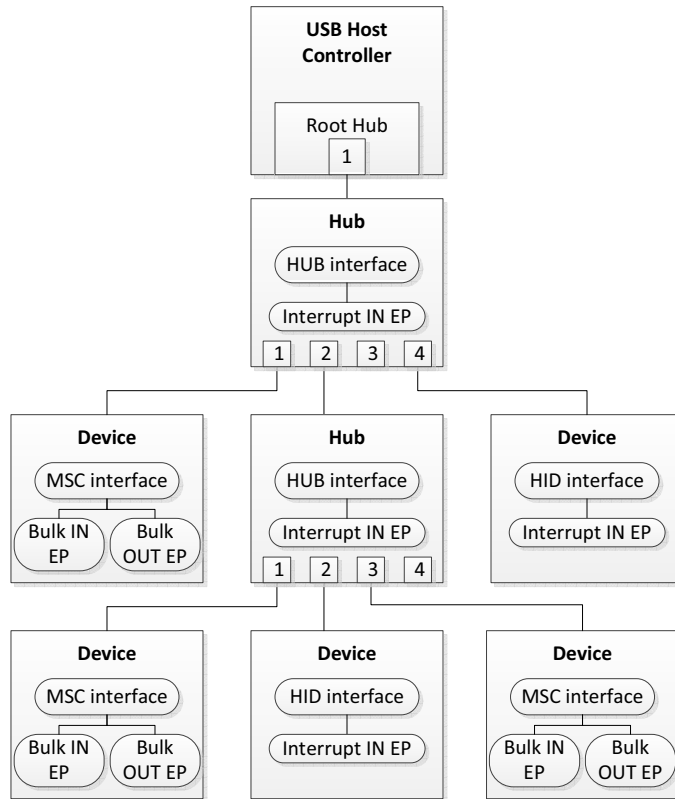 USB Host
Controller
Root Hub
1
Hub
HUB interface
Interrupt IN EP
1 2 3 4
Device
MSC interface
Bulk IN
EP
Bulk
OUT EP
Hub
HUB interface
Interrupt IN EP
1 2 3 4
Device
HID interface
Interrupt IN EP
Device
MSC interface
Bulk IN
EP
Bulk
OUT EP
Device
HID interface
Interrupt IN EP
Device
MSC interface
Bulk IN
EP
Bulk
OUT EP